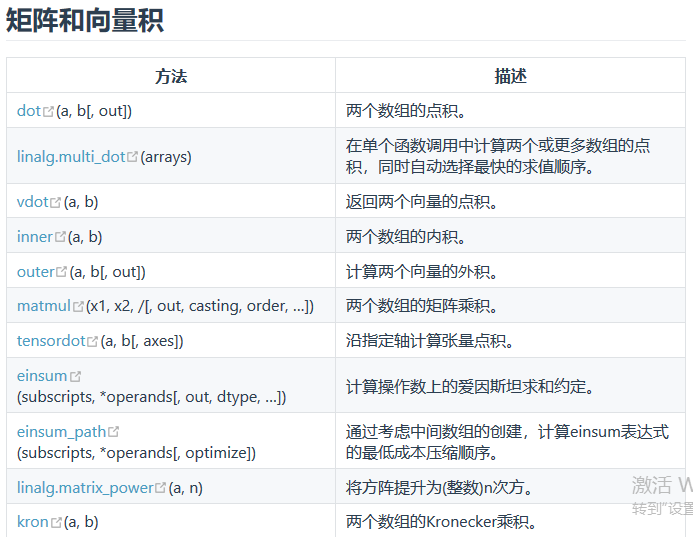 矩阵和向量积
方法 描述
dot(a, b[, out]) 两个数组的点积。
linalg.multi_dot(arrays) 在单个函数调用中计算两个或更多数组的点
积，同时自动选择最快的求值顺序。
vdot(a, b) 返回两个向量的点积。
inner(a, b) 两个数组的内积。
outer(a, b[, out]) 计算两个向量的外积。
matmul(x1, x2, /[, out, casting, order, …]) 两个数组的矩阵乘积。
tensordot(a, b[, axes]) 沿指定轴计算张量点积。
einsum
(subscripts, *operands[, out, dtype, …]) 计算操作数上的爱因斯坦求和约定。
einsum_path 通过考虑中间数组的创建，计算einsum表达式
(subscripts, *operands[, optimize]) 的最低成本压缩顺序。
linalg.matrix_power(a, n) 将方阵提升为(整数)n次方。
kron(a, b) 两个数组的Kronecker乘积。
激活 W
转到"设置